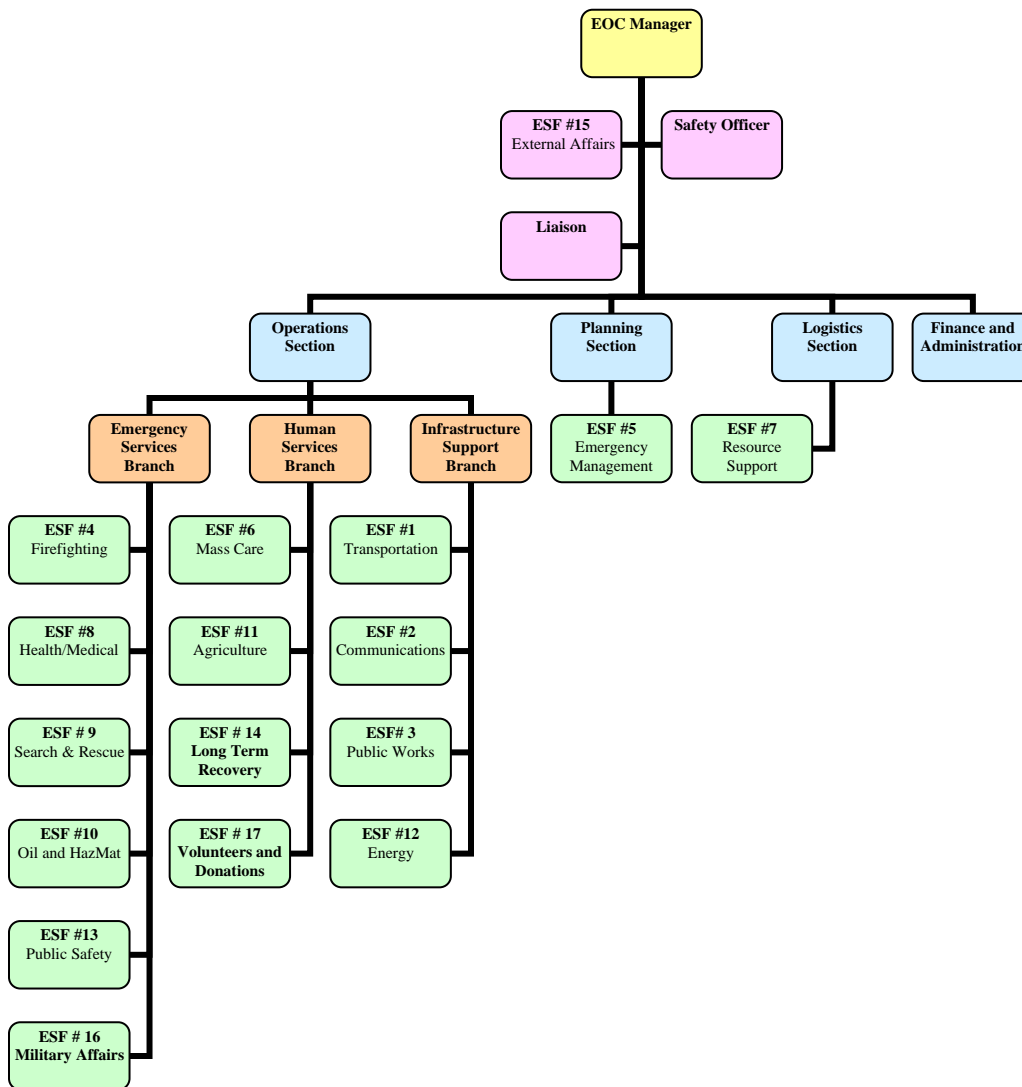 EOC Manager
ESF #15
External Affairs
Safety Officer
Liaison
Operations
Section
Planning
Section
Logistics
Section
Finance and
Administration
Emergency
Services
Branch
Human
Services
Branch
Infrastructure
Support
Branch
ESF #5
Emergency
Management
ESF #7
Resource
Support
ESF #4
Firefighting
ESF #6
Mass Care
ESF #1
Transportation
ESF #8
Health/Medical
ESF #11
Agriculture
ESF #2
Communications
ESF # 9
Search & Rescue
ESF # 14
Long Term
Recovery
ESF# 3
Public Works
ESF #10
Oil and HazMat
ESF # 17
Volunteers and
Donations
ESF #12
Energy
ESF #13
Public Safety
ESF # 16
Military Affairs